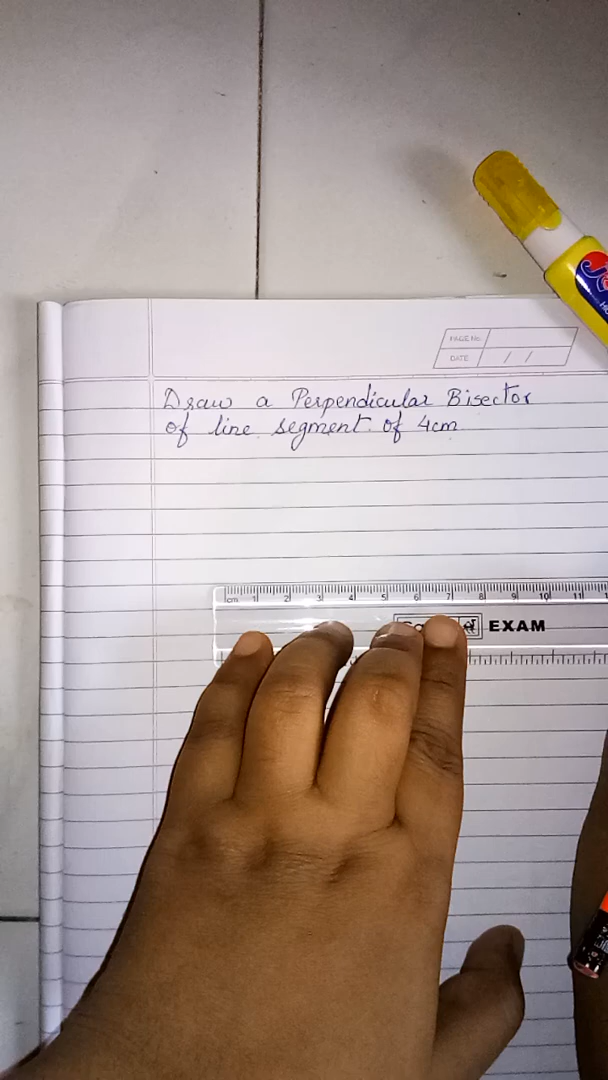 PAGE No.
DATE / /
Draw a Perpendicular Bisector
of line segment of 4cm
cm 1 2 3 4 5 6 7 8 9 10 11
EXAM